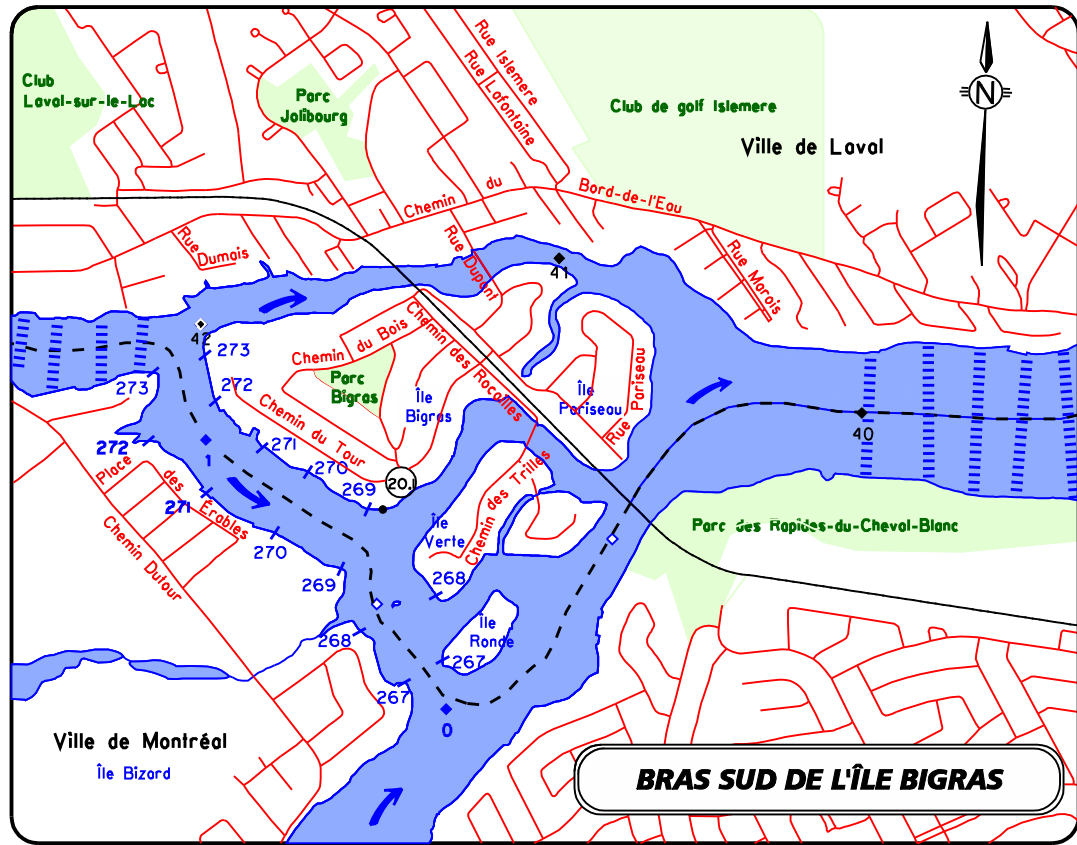 Club
Laval-sur-le-Lac
Parc
Jolibourg
Rue Islemere
Rue Lafontaine
Club de golf Islemere
N
Ville de Laval
Chemin du Bord-de-l'Eau
Rue Dumais
Rue Dupont
Rue Marois
41
42
273
273
272
272
271
271
270
270
269
269
268
268
267
267
Chemin du Bois
Chemin des Rocailles
Parc
Bigras
Île
Bigras
Chemin du Tour
Île
Pariseau
Rue Pariseau
40
1
20.1
Place des Érables
Chemin Dutour
Île
Verte
Chemin des Trilles
Parc des Rapides-du-Cheval-Blanc
Île
Ronde
0
Ville de Montréal
Île Bizard
BRAS SUD DE L'ÎLE BIGRAS